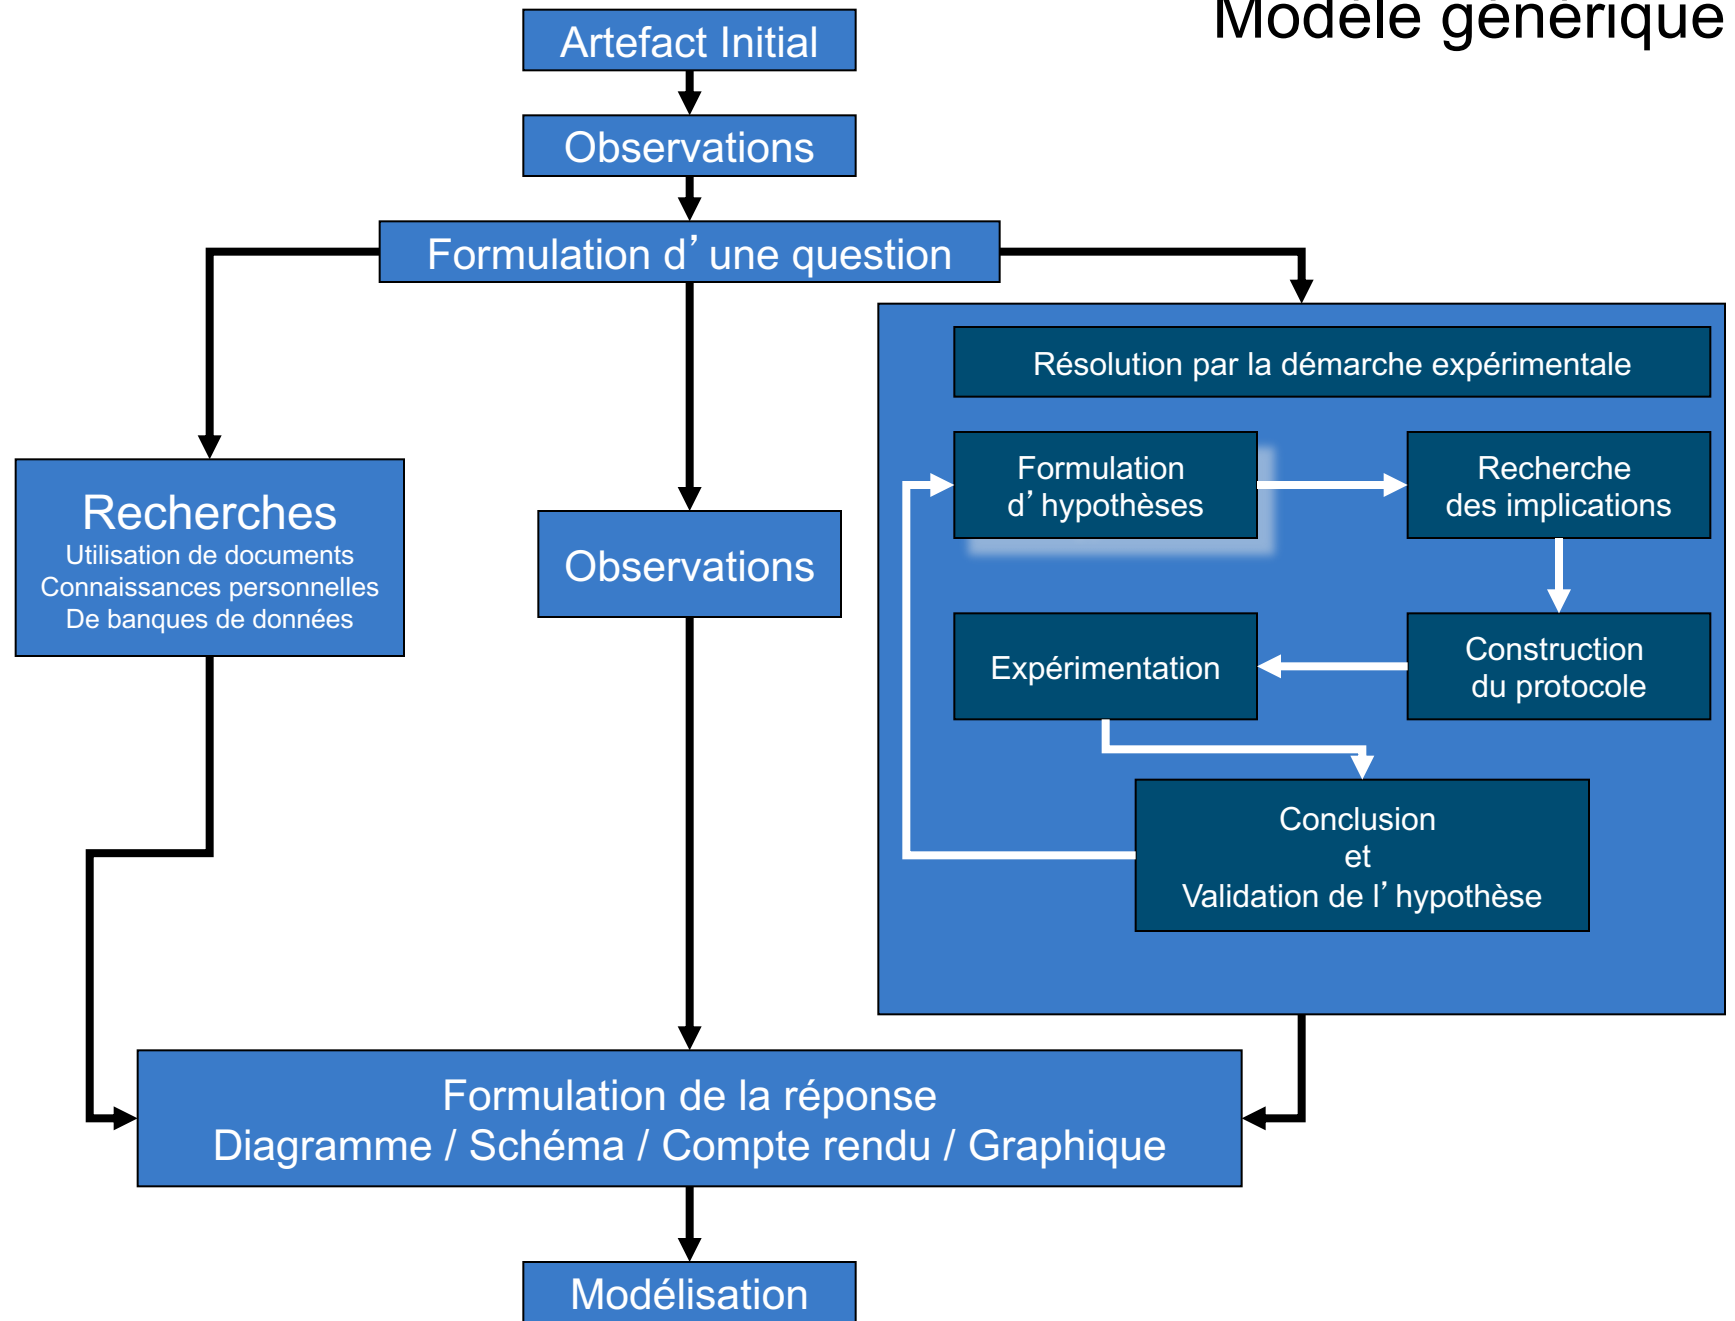 Modèle générique
Artefact Initial
Observations
Formulation d’une question
Résolution par la démarche expérimentale
Formulation
d’hypothèses
Recherche
des implications
Recherches
Utilisation de documents
Connaissances personnelles
De banques de données
Observations
Expérimentation
Construction
du protocole
Conclusion
et
Validation de l’hypothèse
Formulation de la réponse
Diagramme / Schéma / Compte rendu / Graphique
Modélisation